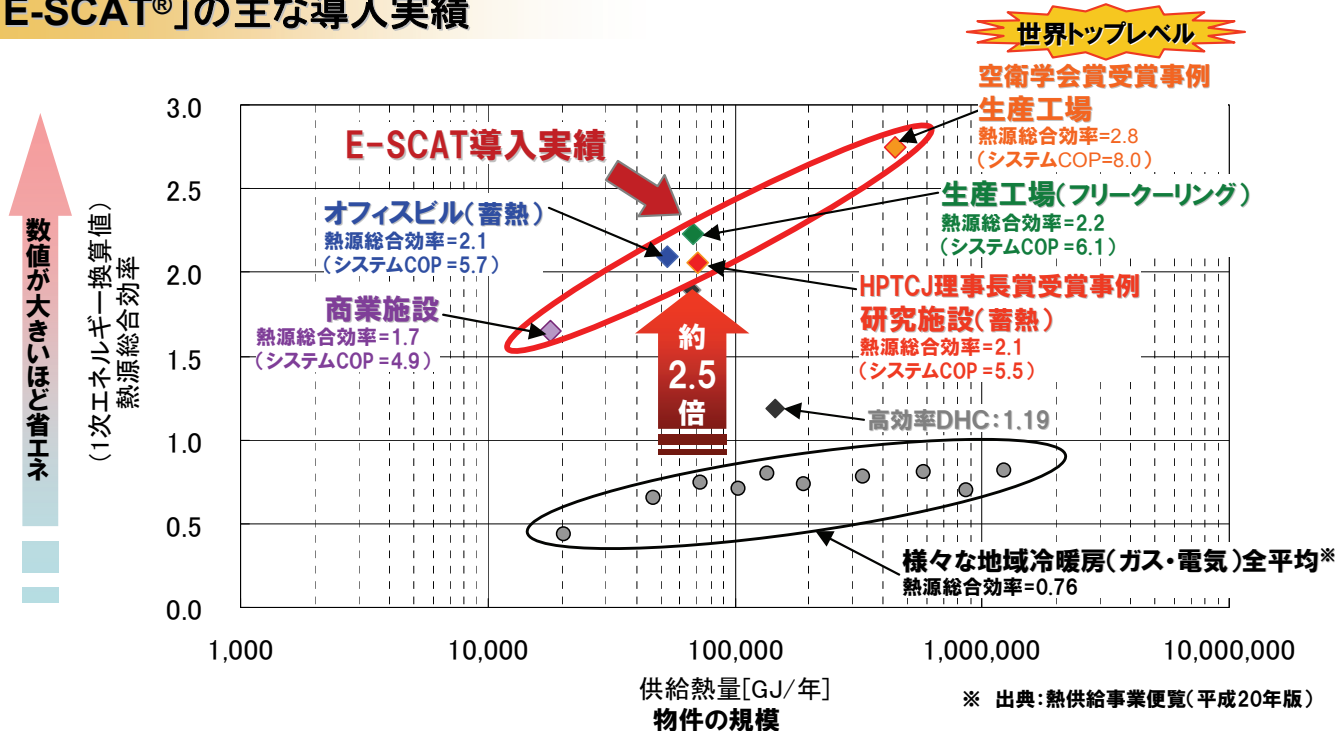 E-SCAT®」の主な導入実績
世界トップレベル
空衛学会賞受賞事例
生産工場
熱源総合効率=2.8
(システムCOP=8.0)
E-SCAT導入実績
生産工場(フリークーリング)
熱源総合効率=2.2
(システムCOP =6.1)
オフィスビル(蓄熱)
熱源総合効率=2.1
(システムCOP =5.7)
HPTCJ理事長賞受賞事例
研究施設(蓄熱)
熱源総合効率=2.1
(システムCOP =5.5)
商業施設
熱源総合効率=1.7
(システムCOP =4.9)
約
2.5
倍
高効率DHC:1.19
様々な地域冷暖房(ガス・電気)全平均※
熱源総合効率=0.76
数値が大きいほど省エネ
(1次エネルギー換算値)
熱源総合効率
3.0
2.5
2.0
1.5
1.0
0.5
0.0
1,000
10,000
100,000
1,000,000
10,000,000
供給熱量[GJ/年]
物件の規模
※ 出典:熱供給事業便覧(平成20年版)